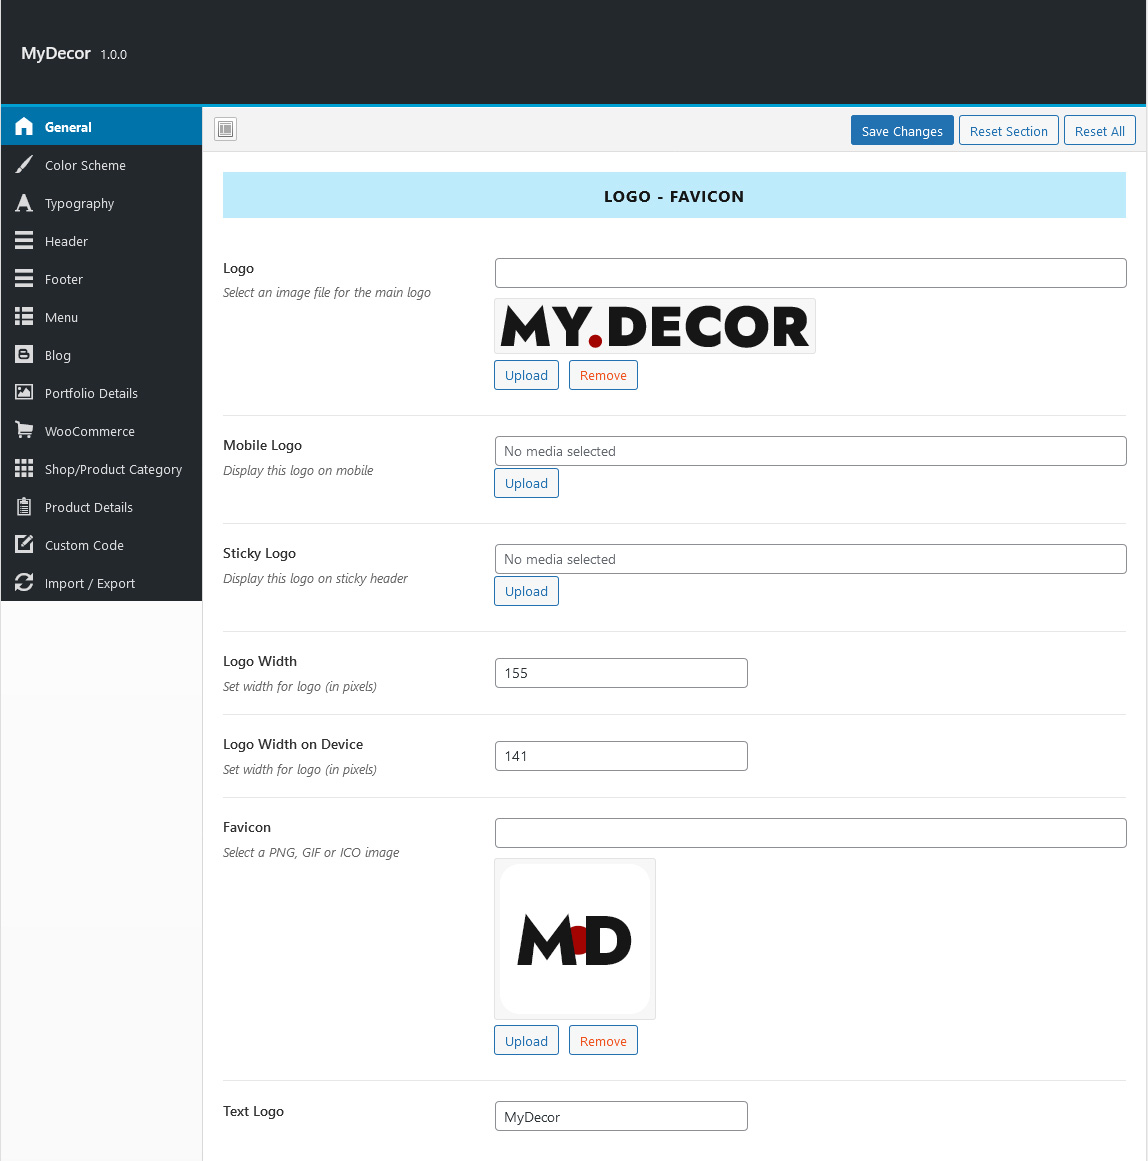 MyDecor 1.0.0
General
Color Scheme
Typography
Header
Footer
Menu
Blog
Portfolio Details
WooCommerce
Shop/Product Category
Product Details
Custom Code
Import / Export
Save Changes Reset Section Reset All
LOGO - FAVICON
Logo
Select an image file for the main logo
MY.DECOR
Upload Remove
Mobile Logo
Display this logo on mobile
No media selected
Upload
Sticky Logo
Display this logo on sticky header
No media selected
Upload
Logo Width
Set width for logo (in pixels)
155
Logo Width on Device
Set width for logo (in pixels)
141
Favicon
Select a PNG, GIF or ICO image
M.D
Upload Remove
Text Logo
MyDecor